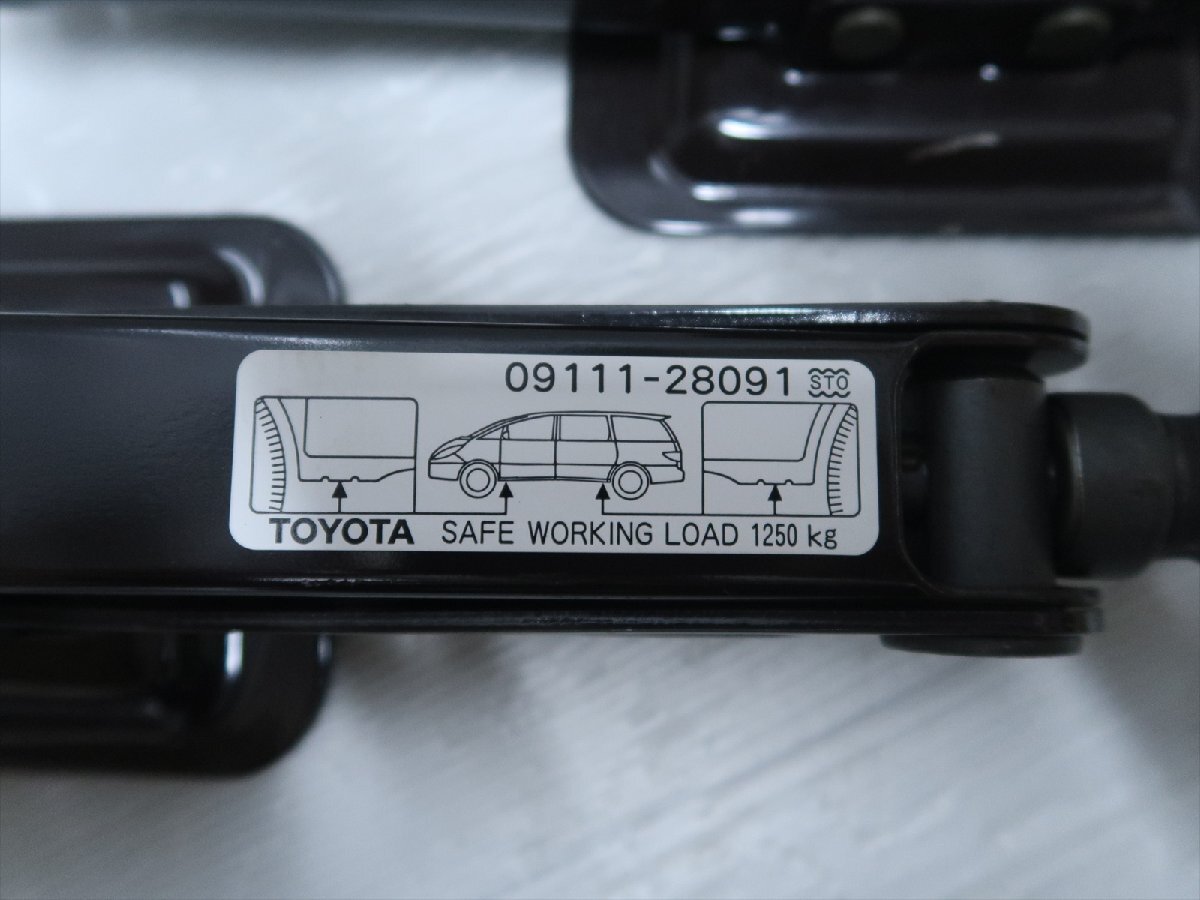 09111-28091 STO
TOYOTA SAFE WORKING LOAD 1250 kg